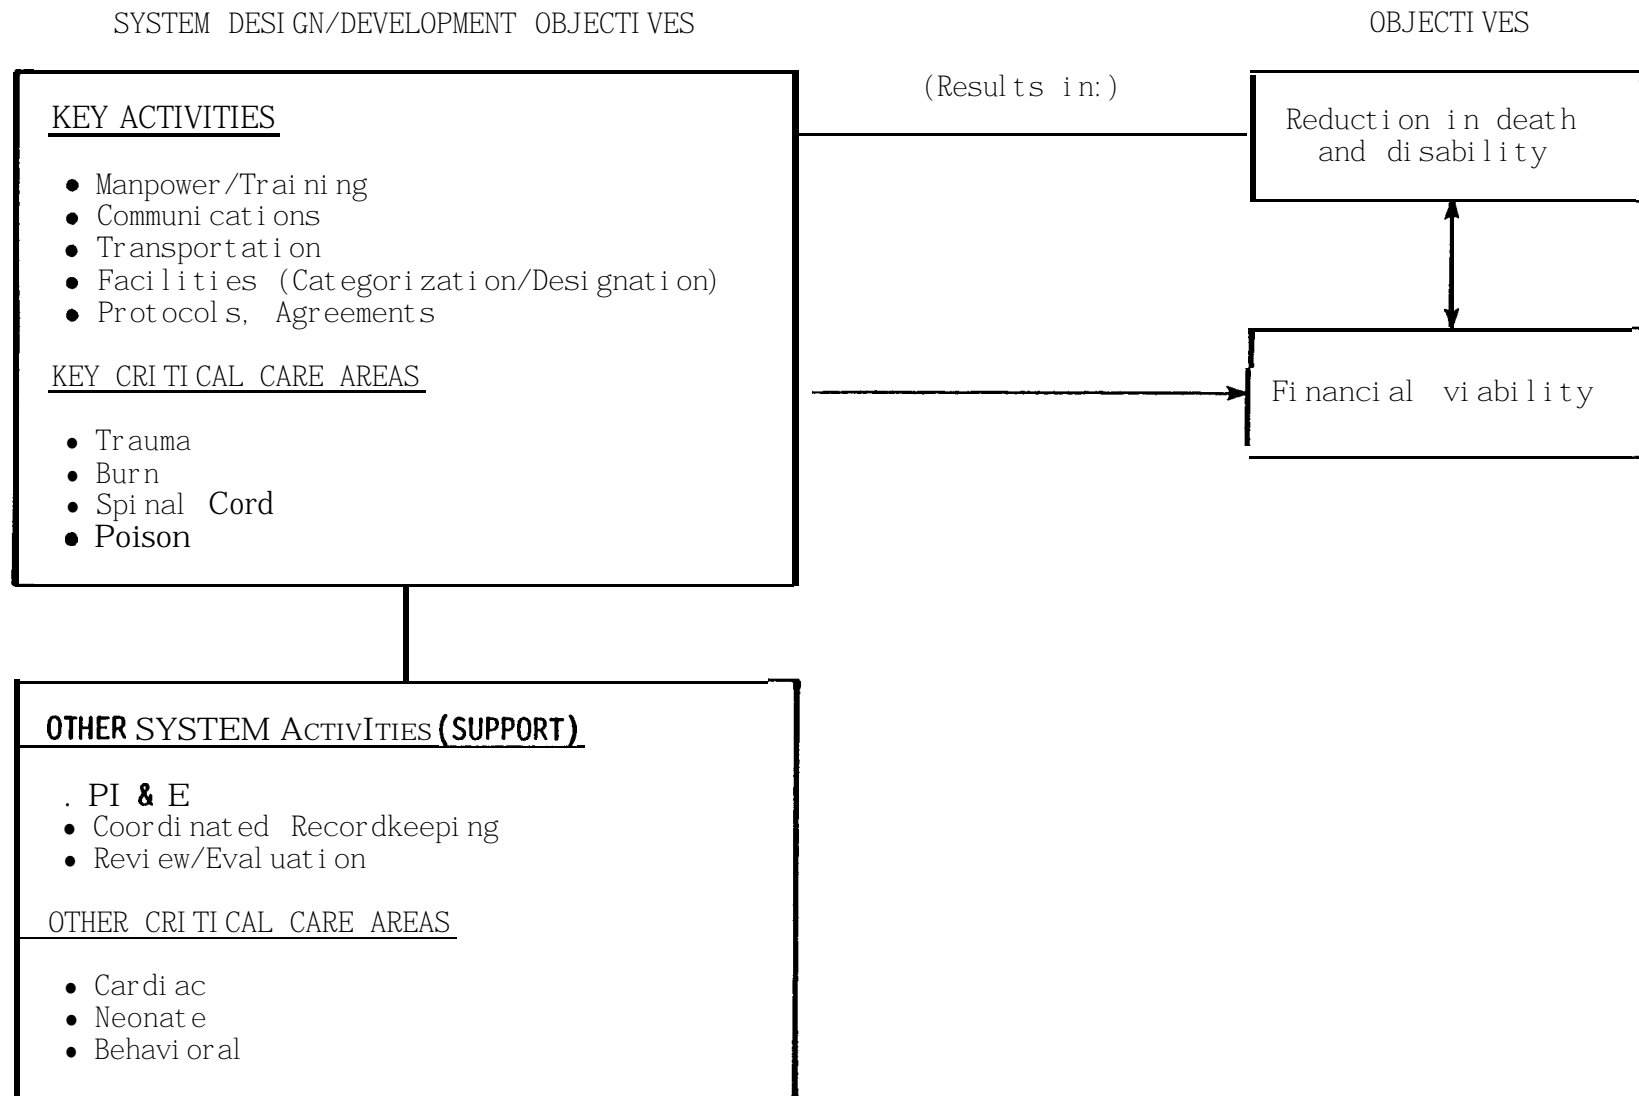 SYSTEM DESIGN/DEVELOPMENT OBJECTIVES
OBJECTIVES
KEY ACTIVITIES
• Manpower/Training
• Communications
• Transportation
• Facilities (Categorization/Designation)
• Protocols, Agreements
KEY CRITICAL CARE AREAS
• Trauma
• Burn
• Spinal Cord
• Poison
(Results in:)
Reduction in death
and disability
Financial viability
OTHER SYSTEM ACTIVITIES (SUPPORT)
. PI & E
• Coordinated Recordkeeping
• Review/Evaluation
OTHER CRITICAL CARE AREAS
• Cardiac
• Neonate
• Behavioral